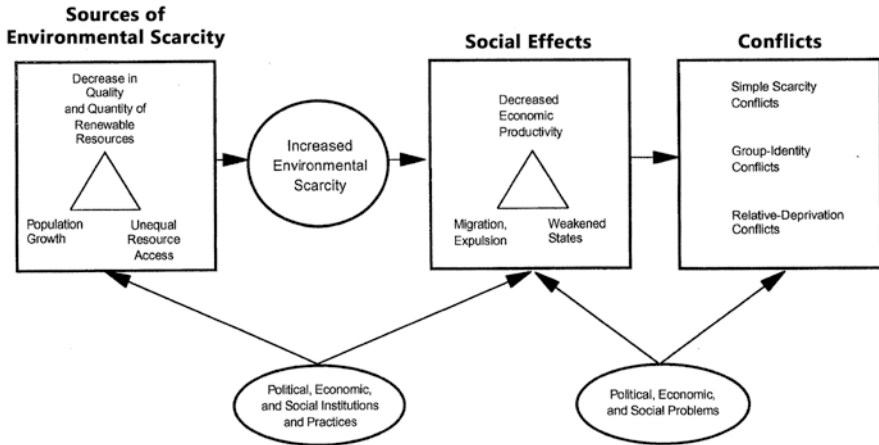 Sources of
Environmental Scarcity
Social Effects
Conflicts
Decrease in
Quality
and Quantity of
Renewable
Resources
Population
Growth
Unequal
Resource
Access
Increased
Environmental
Scarcity
Decreased
Economic
Productivity
Migration,
Expulsion
Weakened
States
Simple Scarcity
Conflicts
Group-Identity
Conflicts
Relative-Deprivation
Conflicts
Political, Economic,
and Social Institutions
and Practices
Political, Economic,
and Social Problems